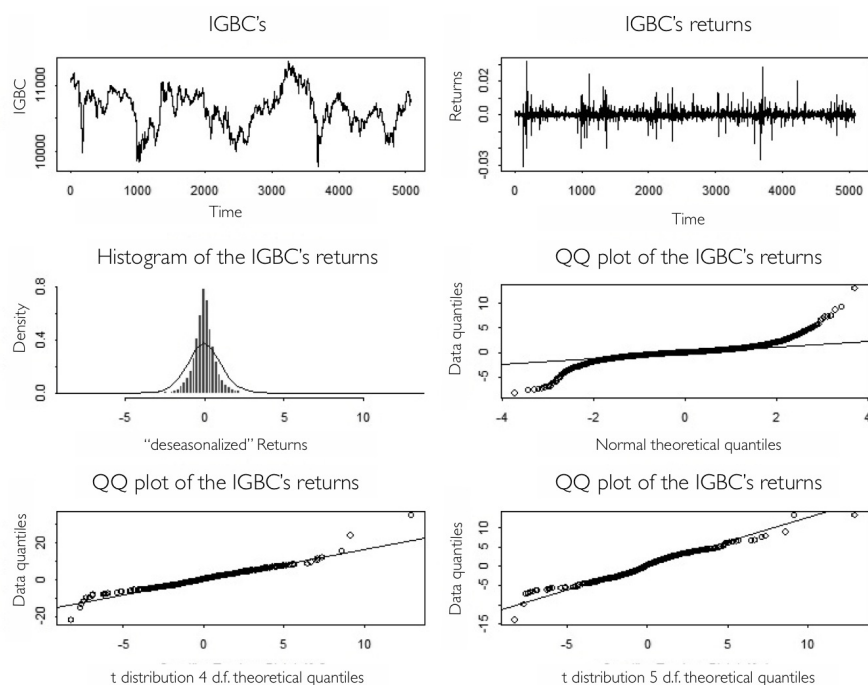 IGBC's
IGBC's returns
IGBC
11000
10000
0 1000 2000 3000 4000 5000
Time
Returns
0.02
0.0
-0.03
0 1000 2000 3000 4000 5000
Time
Histogram of the IGBC's returns
QQ plot of the IGBC's returns
Density
0.8
0.4
0.0
-5 0 5 10
“deseasonalized” Returns
Data quantiles
10
5
0
-5
-4 -2 0 2 4
Normal theoretical quantiles
QQ plot of the IGBC's returns
QQ plot of the IGBC's returns
Data quantiles
20
0
-20
-5 0 5 10
t distribution 4 d.f. theoretical quantiles
Data quantiles
10
5
0
-5
-15
-5 0 5 10
t distribution 5 d.f. theoretical quantiles